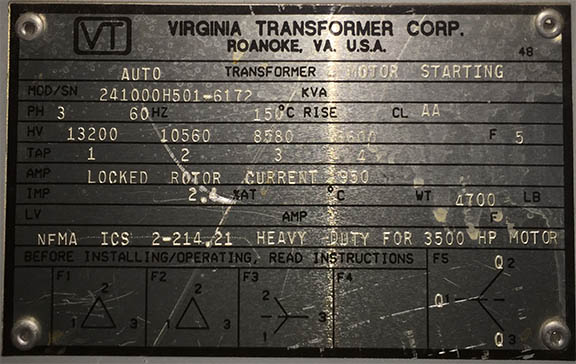 VT VIRGINIA TRANSFORMER CORP.
ROANOKE, VA. U.S.A.
48
AUTO TRANSFORMER MOTOR STARTING
MOD/SN 241000H501-6172 KVA
PH 3 60 HZ 150 °C RISE CL AA
HV 13200 10560 8580 6600 F 5
TAP 1 2 3 4
AMP LOCKED ROTOR CURRENT 950
IMP %AT °C WT 4700 LB
LV AMP F
NEMA ICS 2-214.21 HEAVY DUTY FOR 3500 HP MOTOR
BEFORE INSTALLING/OPERATING, READ INSTRUCTIONS
F1 F2 F3 F4 F5
2 2 2 2
1 3 1 3 1 3 1 3